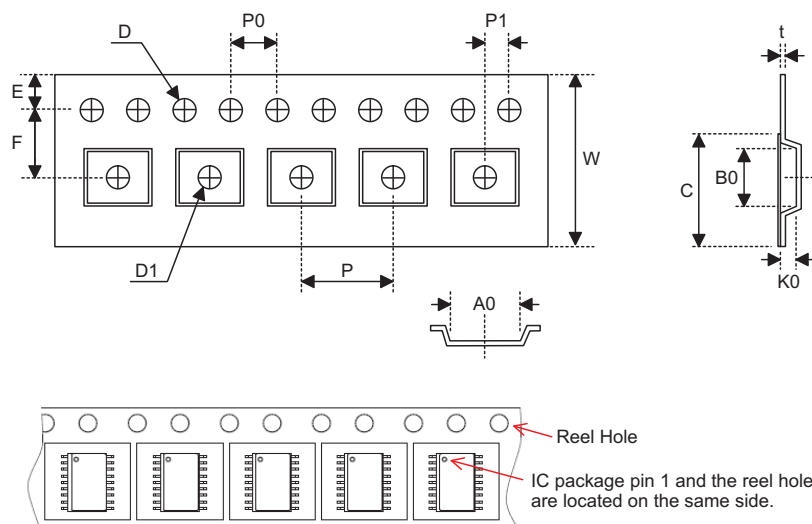 D
P0
P1
t
E
F
W
C
B0
D1
P
K0
A0
Reel Hole
IC package pin 1 and the reel hole
are located on the same side.